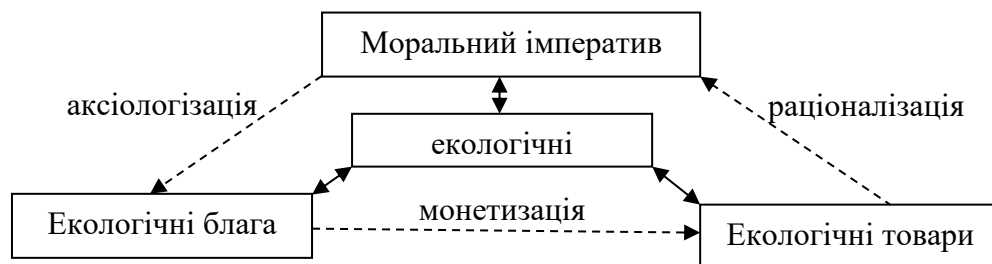 Моральний імператив
аксіологізація
раціоналізація
екологічні
Екологічні блага
монетизація
Екологічні товари